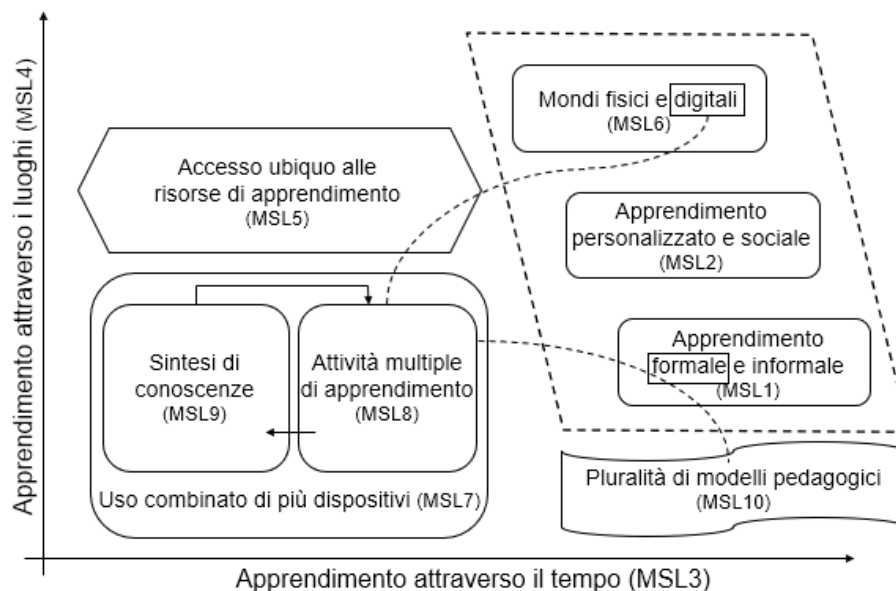 Apprendimento attraverso i luoghi (MSL4)
Mondi fisici e digitali
(MSL6)
Accesso ubiquo alle
risorse di apprendimento
(MSL5)
Apprendimento
personalizzato e sociale
(MSL2)
Sintesi di
conoscenze
(MSL9)
Attività multiple
di apprendimento
(MSL8)
Apprendimento
formale e informale
(MSL1)
Uso combinato di più dispositivi (MSL7)
Pluralità di modelli pedagogici
(MSL10)
Apprendimento attraverso il tempo (MSL3)